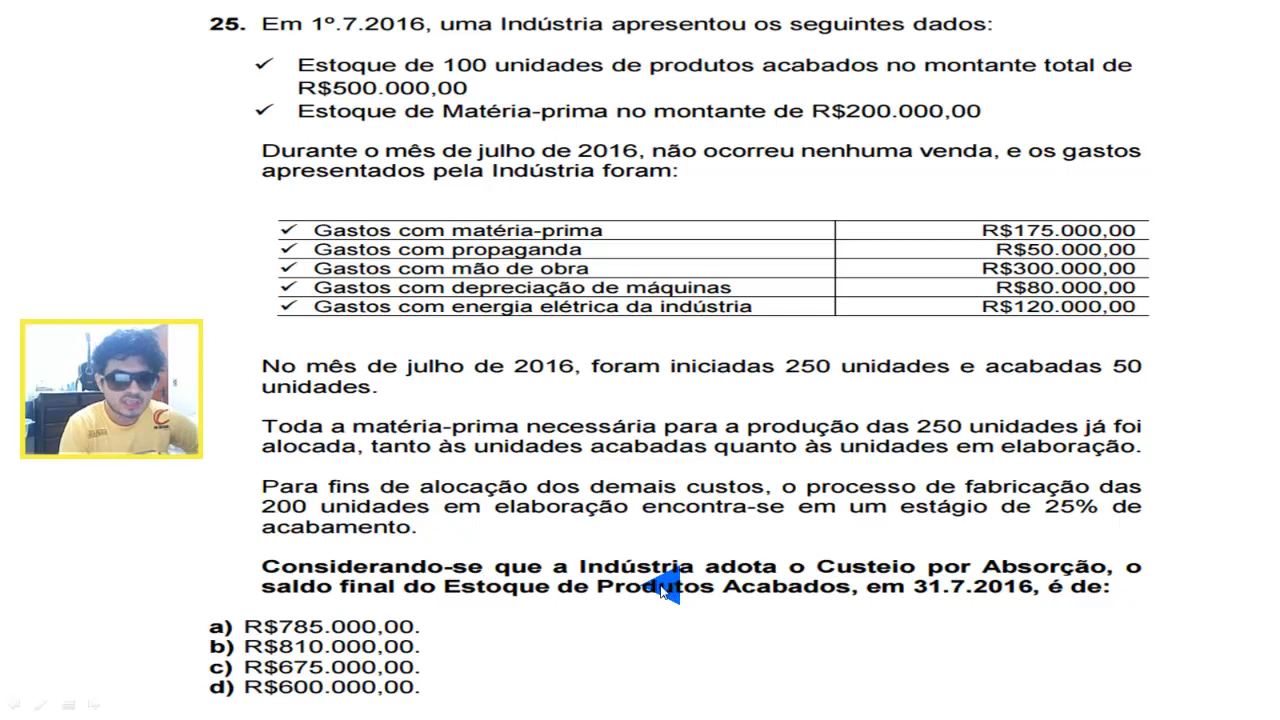 25. Em 1º.7.2016, uma Indústria apresentou os seguintes dados:
✓ Estoque de 100 unidades de produtos acabados no montante total de
R$500.000,00
✓ Estoque de Matéria-prima no montante de R$200.000,00
Durante o mês de julho de 2016, não ocorreu nenhuma venda, e os gastos
apresentados pela Indústria foram:
✓ Gastos com matéria-prima R$175.000,00
✓ Gastos com propaganda R$50.000,00
✓ Gastos com mão de obra R$300.000,00
✓ Gastos com depreciação de máquinas R$80.000,00
✓ Gastos com energia elétrica da indústria R$120.000,00
No mês de julho de 2016, foram iniciadas 250 unidades e acabadas 50
unidades.
Toda a matéria-prima necessária para a produção das 250 unidades já foi
alocada, tanto às unidades acabadas quanto às unidades em elaboração.
Para fins de alocação dos demais custos, o processo de fabricação das
200 unidades em elaboração encontra-se em um estágio de 25% de
acabamento.
Considerando-se que a Indústria adota o Custeio por Absorção, o
saldo final do Estoque de Produtos Acabados, em 31.7.2016, é de:
a) R$785.000,00.
b) R$810.000,00.
c) R$675.000,00.
d) R$600.000,00.